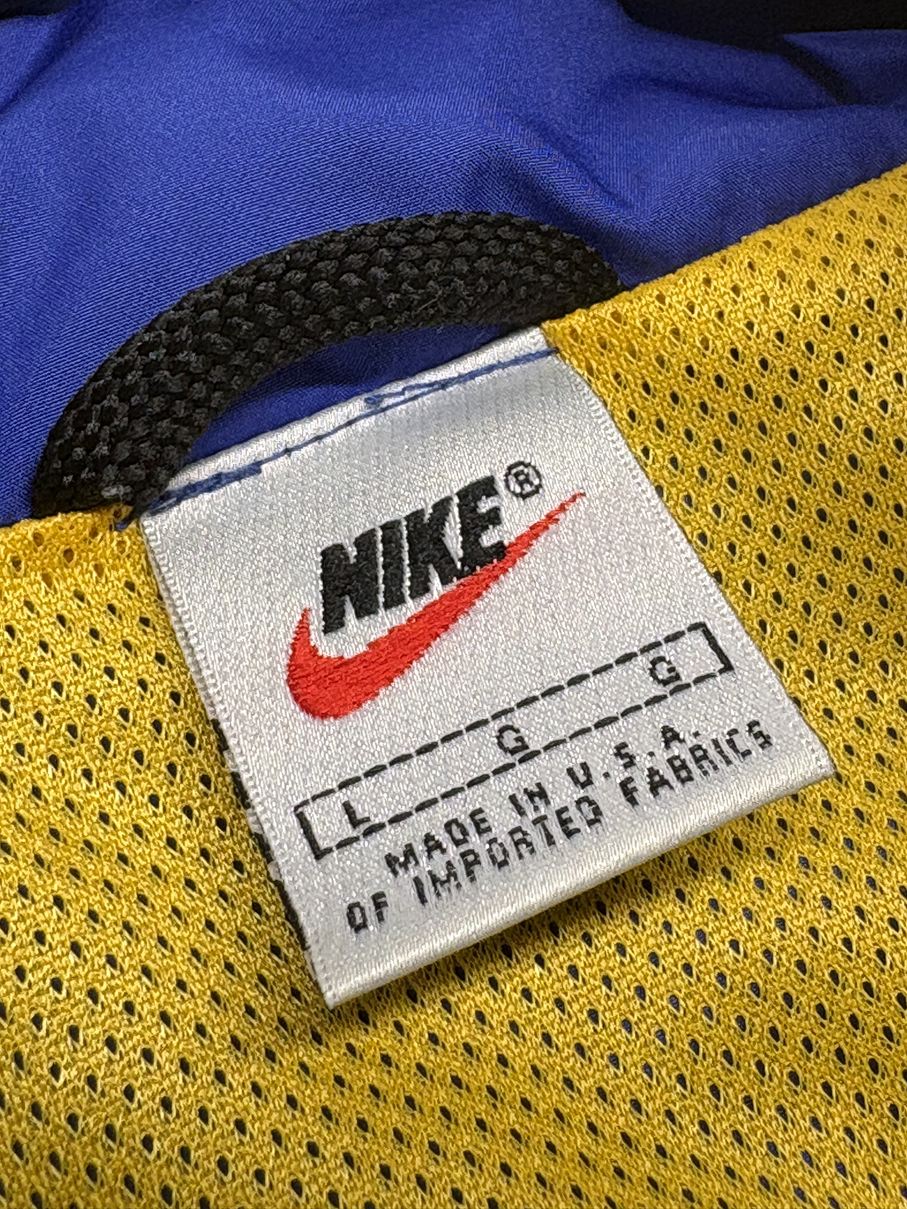 NIKE®
L G G
MADE IN U.S.A.
OF IMPORTED FABRICS